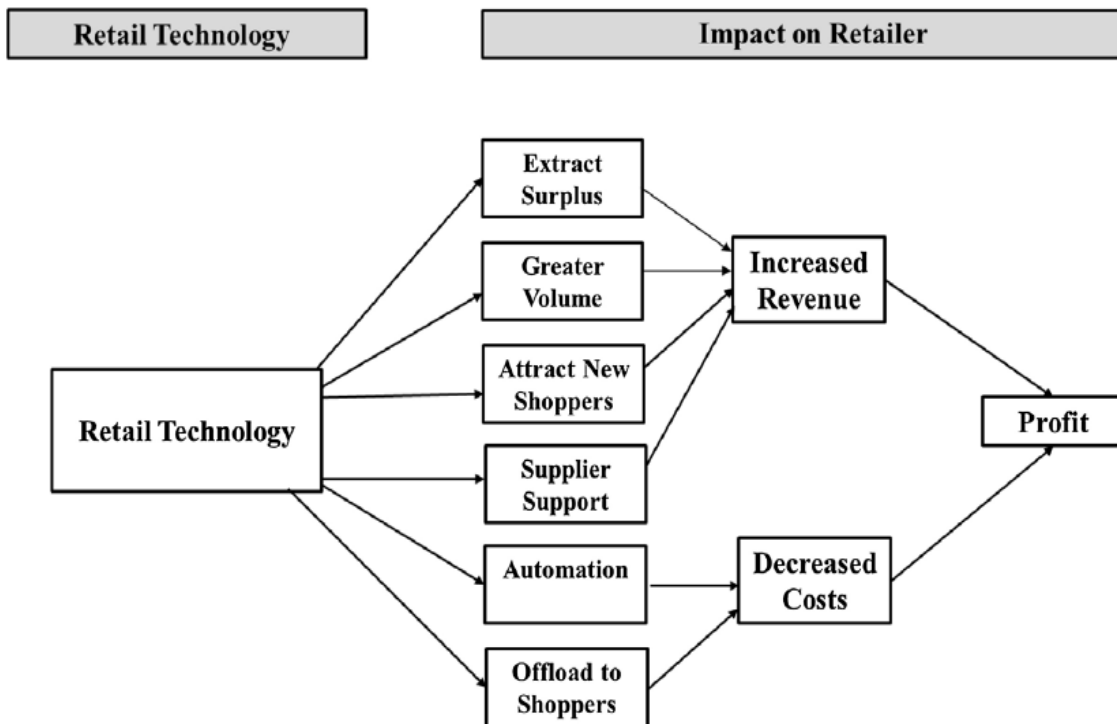 Retail Technology
Impact on Retailer
Extract
Surplus
Greater
Volume
Increased
Revenue
Attract New
Shoppers
Retail Technology
Profit
Supplier
Support
Automation
Decreased
Costs
Offload to
Shoppers